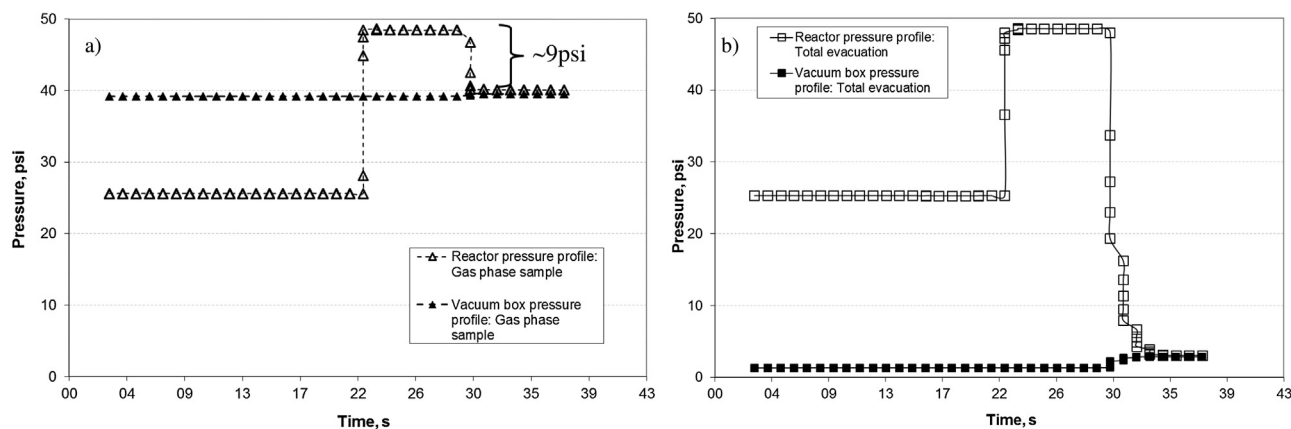 a)
50
40
30
20
10
0
Pressure, psi
~9psi
Reactor pressure profile:
Gas phase sample
Vacuum box pressure
profile: Gas phase
sample
00 04 08 13 17 22 26 30 35 39 43
Time, s
b)
50
40
30
20
10
0
Pressure, psi
Reactor pressure profile:
Total evacuation
Vacuum box pressure
profile: Total evacuation
00 04 09 13 17 22 26 30 35 39 43
Time, s